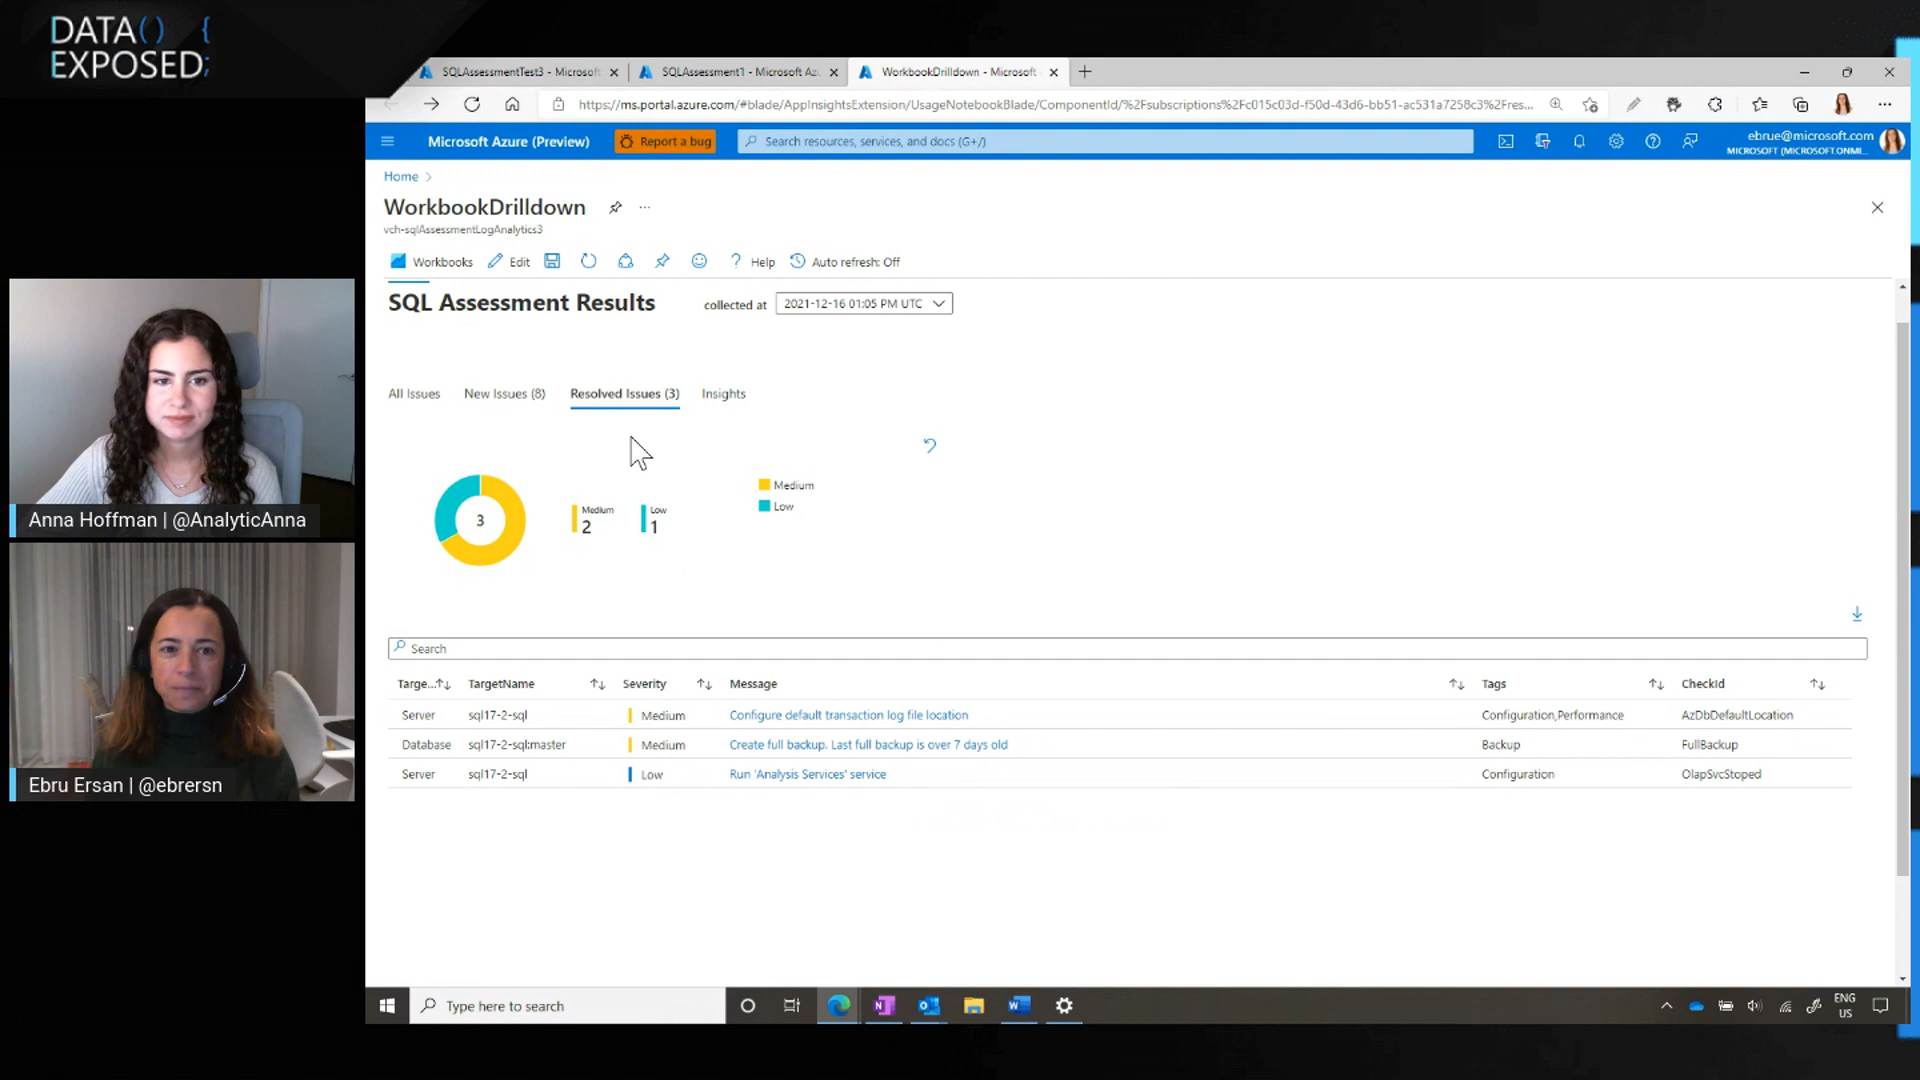 DATA() {
EXPOSED;
SQLAssessmentTest3 - Microsoft
SQLAssessment1 - Microsoft Az
WorkbookDrilldown - Microsoft
https://ms.portal.azure.com/#blade/AppInsightsExtension/UsageNotebookBlade/ComponentId/%2Fsubscriptions%2Fc015c03d-f50d-43d6-bb51-ac531a7258c3%2Fres...
Microsoft Azure (Preview)
Report a bug
Search resources, services, and docs (G+/)
ebrue@microsoft.com
MICROSOFT (MICROSOFT.ONMI...
Home >
WorkbookDrilldown
vch-sqlAssessmentLogAnalytics3
Workbooks Edit ? Help Auto refresh: Off
SQL Assessment Results
collected at 2021-12-16 01:05 PM UTC
All Issues New Issues (8) Resolved Issues (3) Insights
3
Medium
2
Low
1
Medium
Low
Search
Targe... TargetName Severity Message Tags CheckId
Server sql17-2-sql Medium Configure default transaction log file location Configuration,Performance AzDbDefaultLocation
Database sql17-2-sql:master Medium Create full backup. Last full backup is over 7 days old Backup FullBackup
Server sql17-2-sql Low Run 'Analysis Services' service Configuration OlapSvcStoped
Anna Hoffman | @AnalyticAnna
Ebru Ersan | @ebrersn
Type here to search
ENG
US